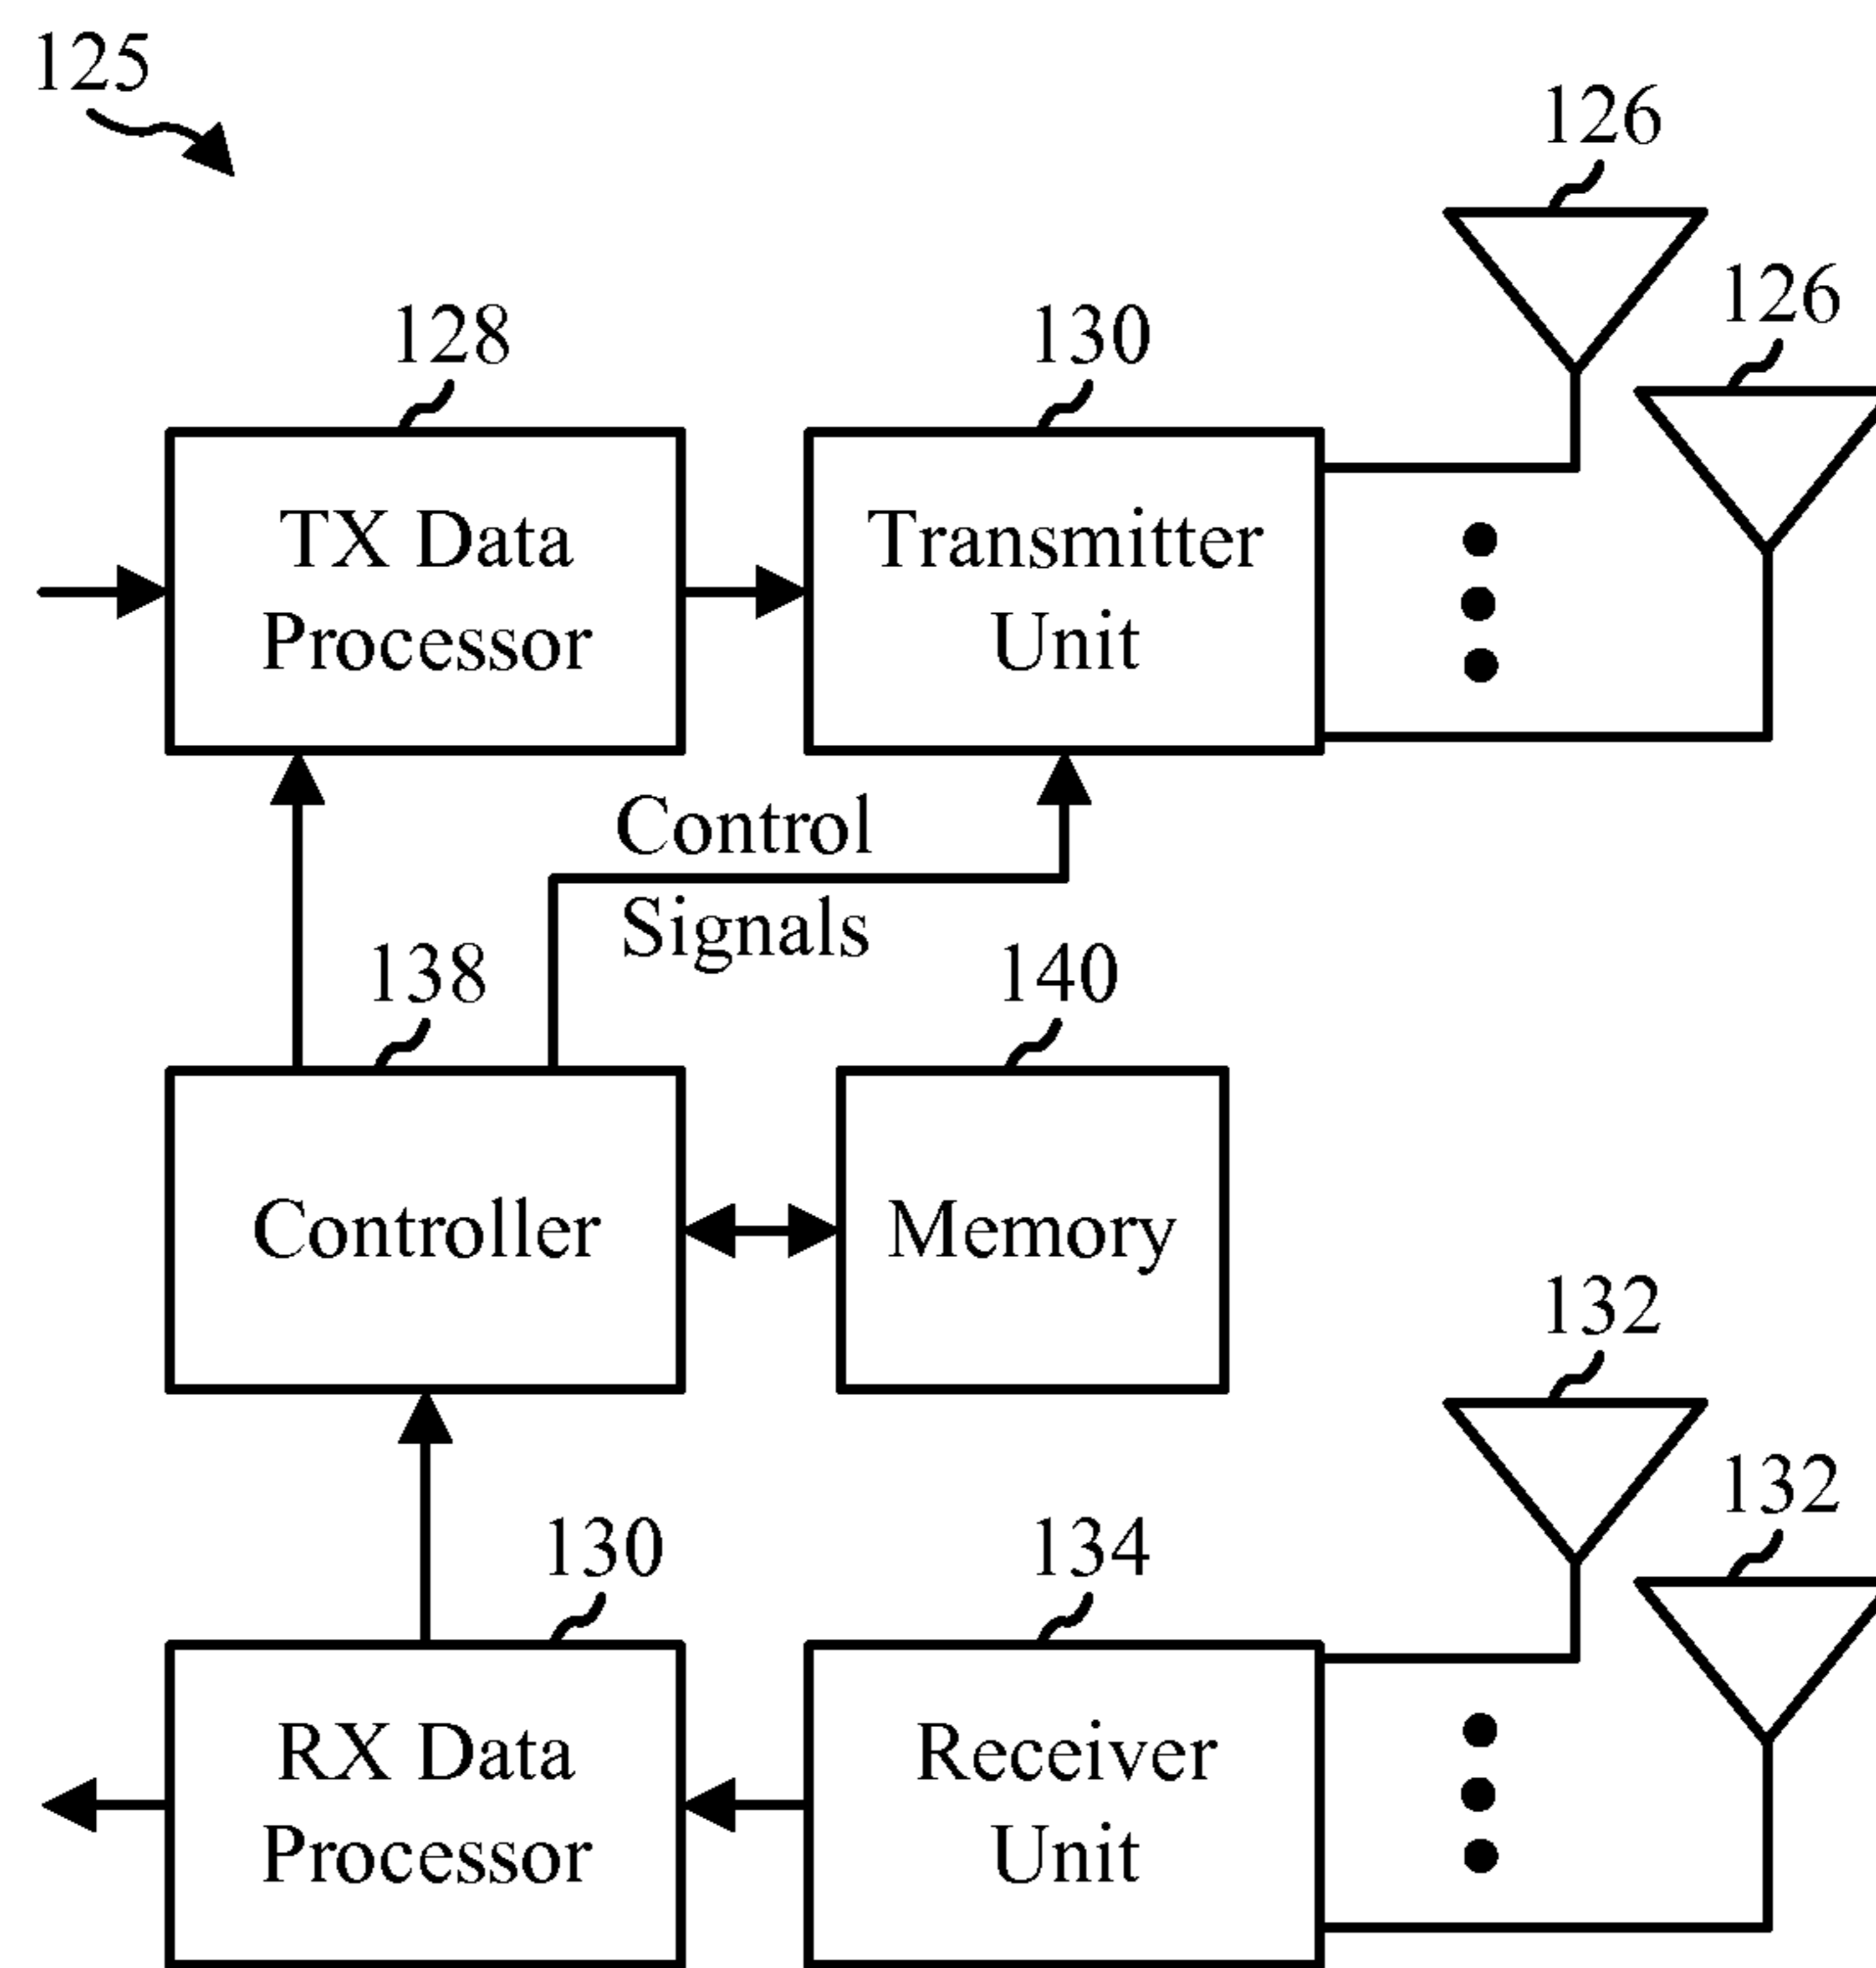 125
126
126
128
130
TX Data
Processor
Transmitter
Unit
Control
Signals
138
140
Controller
Memory
132
132
130
134
RX Data
Processor
Receiver
Unit